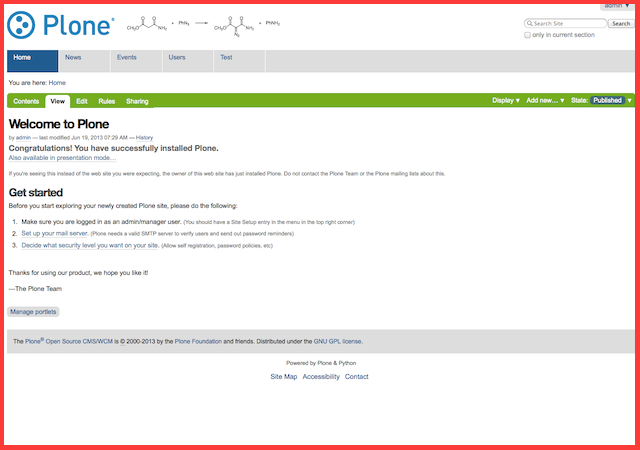 admin ▼
Plone®
CH₃O NH₂ + PhN₃ CH₃O NH₂ + PhNH₂
N₂
Search Site Search
only in current section
Home News Events Users Test
You are here: Home
Contents View Edit Rules Sharing Display ▼ Add new… ▼ State: Published ▼
Welcome to Plone
by admin — last modified Jun 19, 2013 07:29 AM — History
Congratulations! You have successfully installed Plone.
Also available in presentation mode…
If you're seeing this instead of the web site you were expecting, the owner of this web site has just installed Plone. Do not contact the Plone Team or the Plone mailing lists about this.
Get started
Before you start exploring your newly created Plone site, please do the following:
1. Make sure you are logged in as an admin/manager user. (You should have a Site Setup entry in the menu in the top right corner)
2. Set up your mail server. (Plone needs a valid SMTP server to verify users and send out password reminders)
3. Decide what security level you want on your site. (Allow self registration, password policies, etc)
Thanks for using our product, we hope you like it!
—The Plone Team
Manage portlets
The Plone® Open Source CMS/WCM is © 2000-2013 by the Plone Foundation and friends. Distributed under the GNU GPL license.
Powered by Plone & Python
Site Map Accessibility Contact